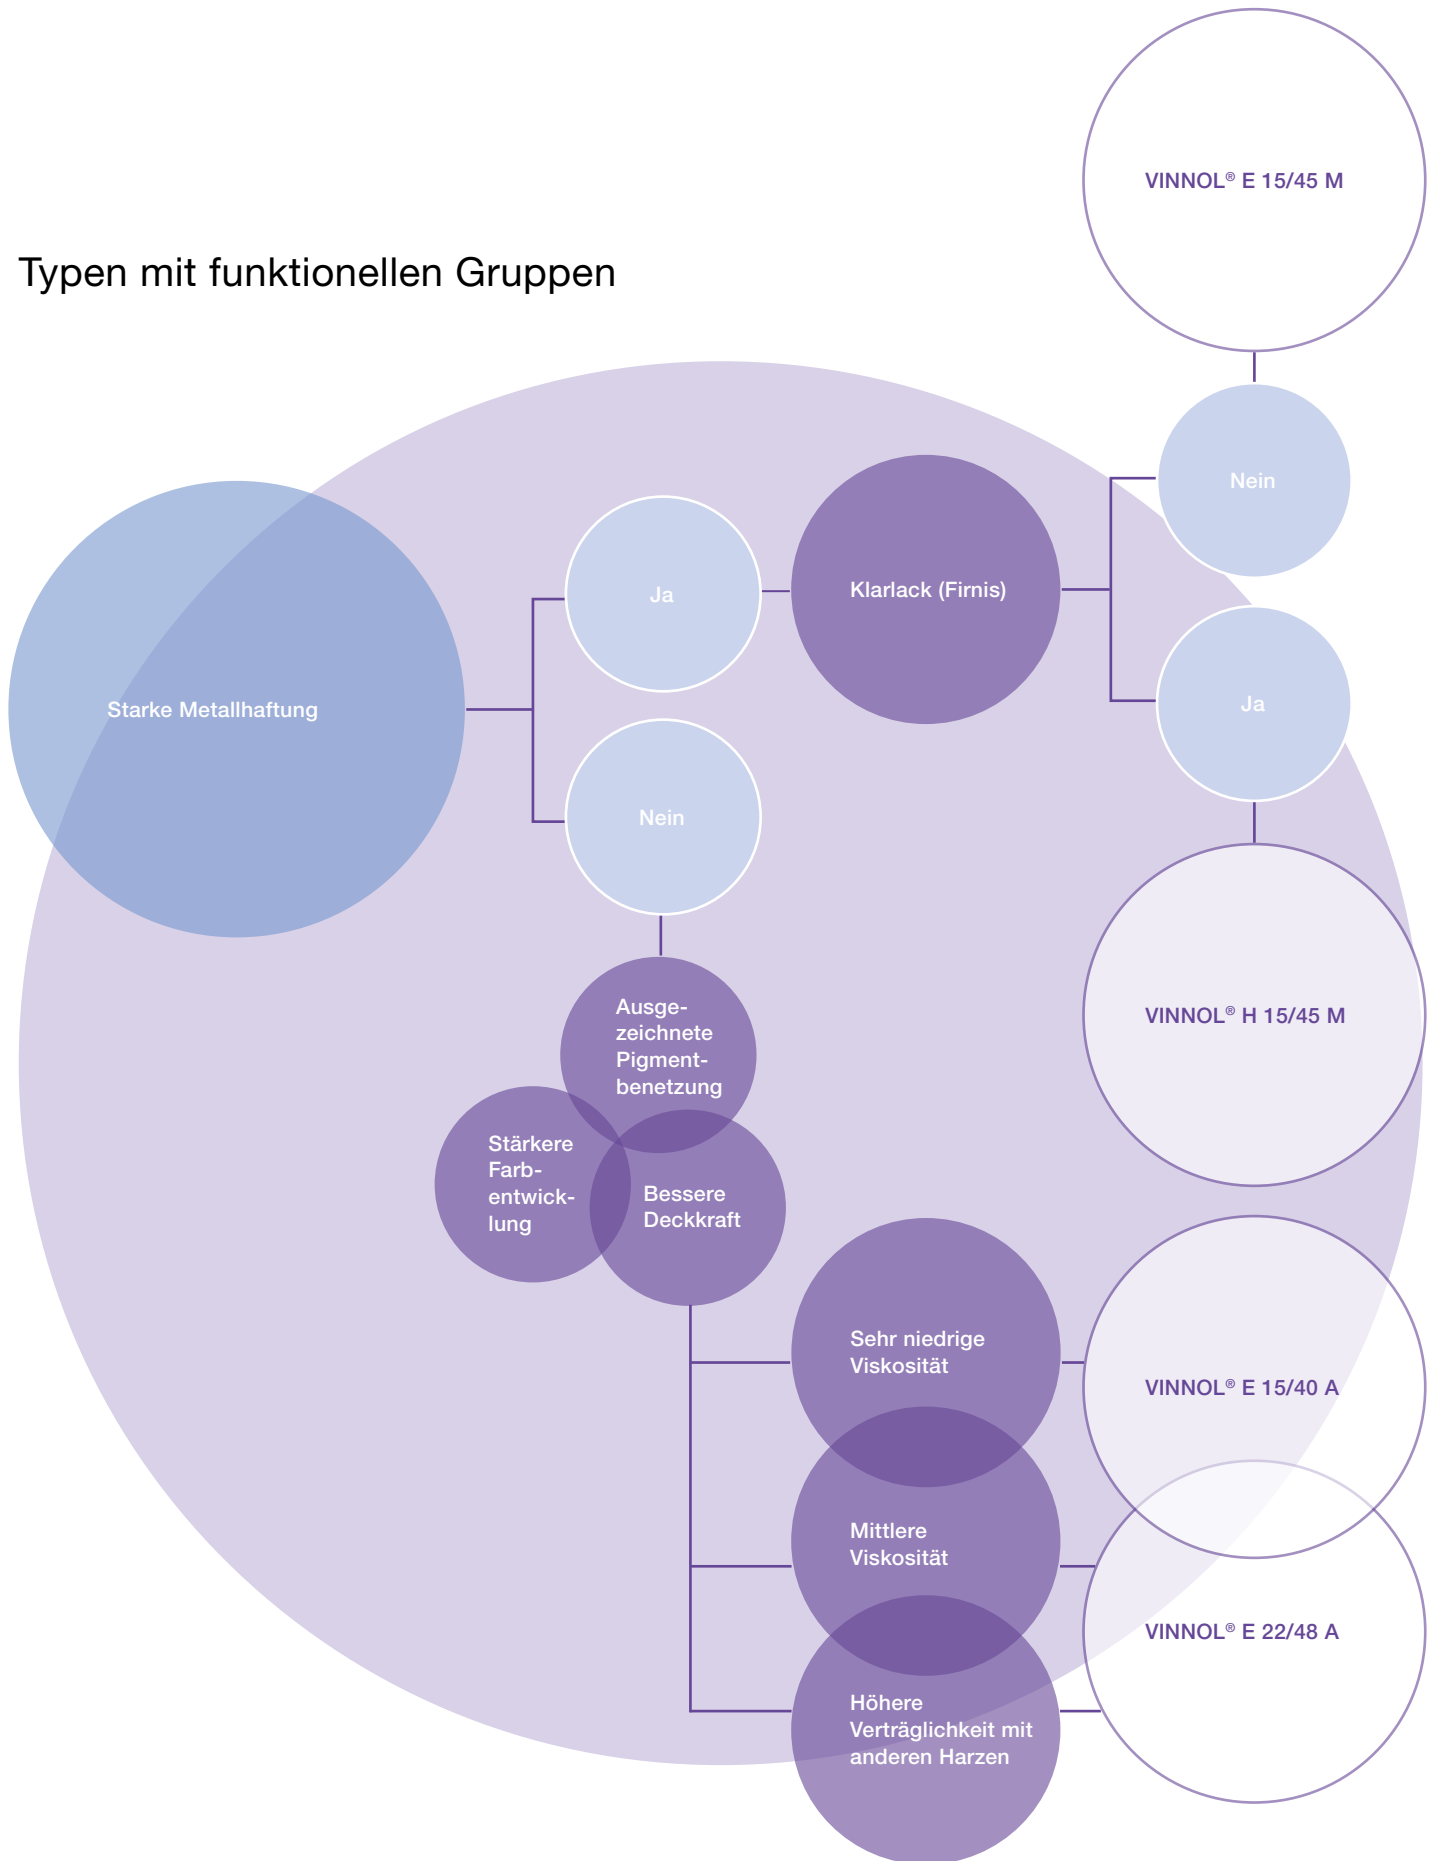 VINNOL® E 15/45 M
Typen mit funktionellen Gruppen
Nein
Ja
Klarlack (Firnis)
Starke Metallhaftung
Ja
Nein
Ausge-
zeichnete
Pigment-
benetzung
VINNOL® H 15/45 M
Stärkere
Farb-
entwick-
lung
Bessere
Deckkraft
Sehr niedrige
Viskosität
VINNOL® E 15/40 A
Mittlere
Viskosität
VINNOL® E 22/48 A
Höhere
Verträglichkeit mit
anderen Harzen